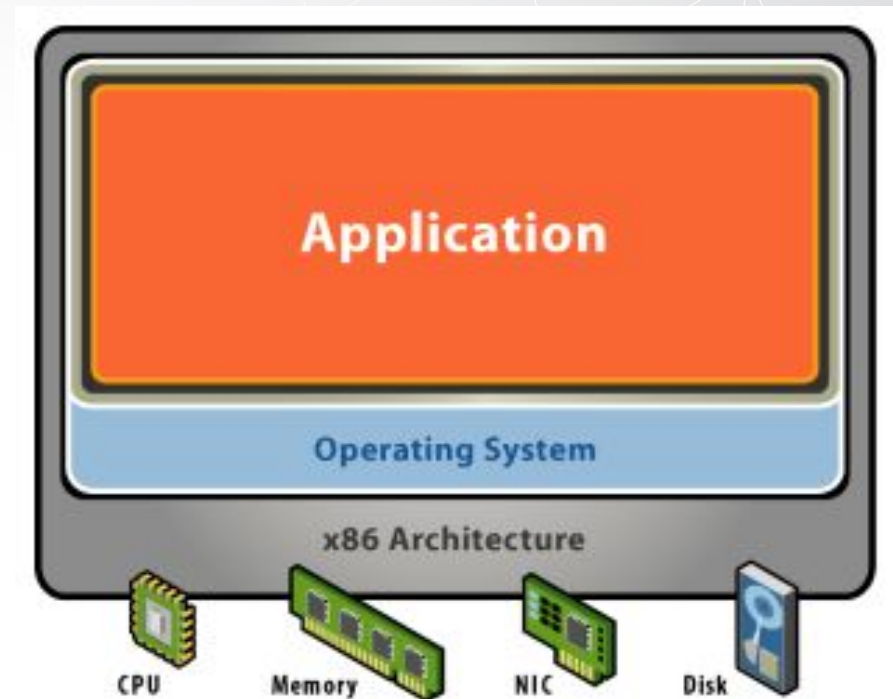 Application
Operating System
x86 Architecture
CPU
Memory
NIC
Disk